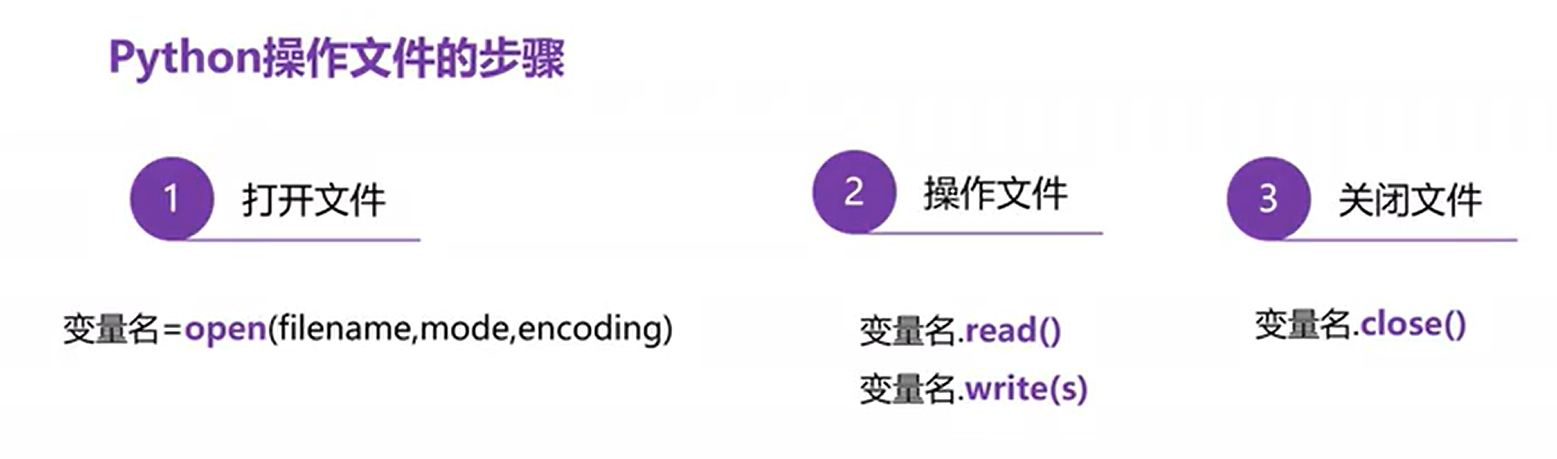 Python操作文件的步骤
1 打开文件
变量名=open(filename,mode,encoding)
2 操作文件
变量名.read()
变量名.write(s)
3 关闭文件
变量名.close()